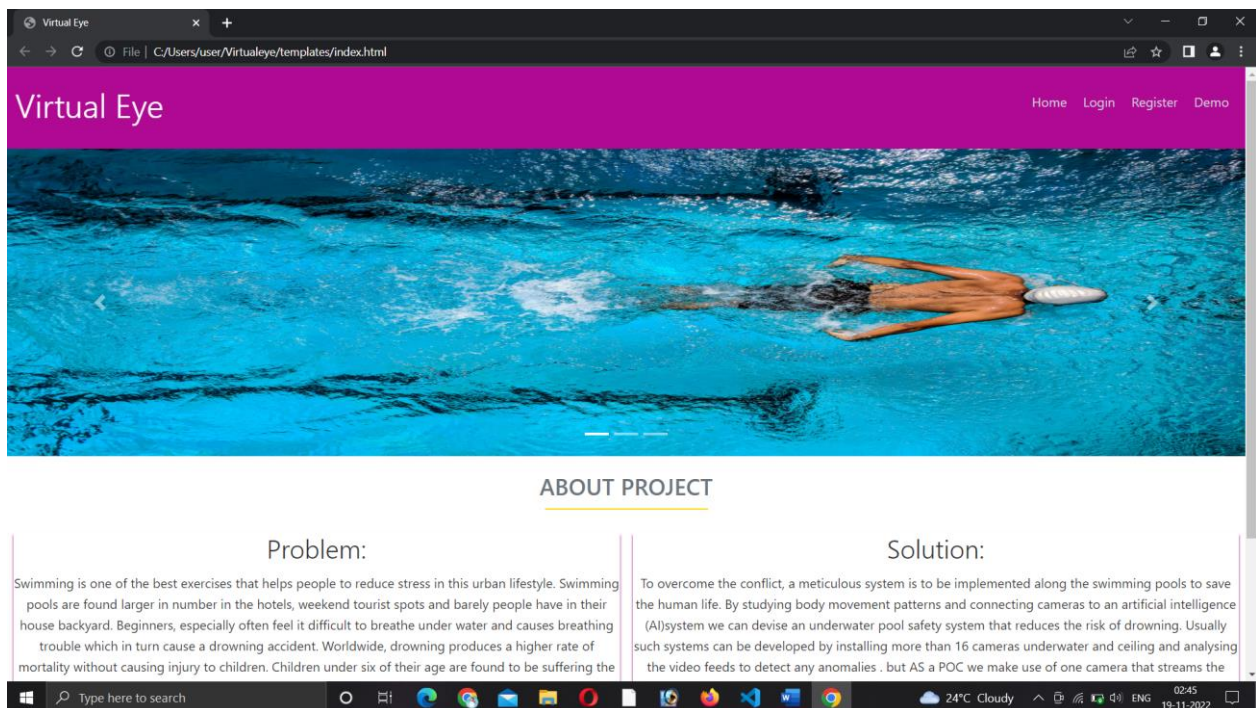 Virtual Eye
File | C:/Users/user/Virtualeye/templates/index.html
Virtual Eye
Home Login Register Demo
ABOUT PROJECT
Problem:
Swimming is one of the best exercises that helps people to reduce stress in this urban lifestyle. Swimming
pools are found larger in number in the hotels, weekend tourist spots and barely people have in their
house backyard. Beginners, especially often feel it difficult to breathe under water and causes breathing
trouble which in turn cause a drowning accident. Worldwide, drowning produces a higher rate of
mortality without causing injury to children. Children under six of their age are found to be suffering the
Solution:
To overcome the conflict, a meticulous system is to be implemented along the swimming pools to save
the human life. By studying body movement patterns and connecting cameras to an artificial intelligence
(AI)system we can devise an underwater pool safety system that reduces the risk of drowning. Usually
such systems can be developed by installing more than 16 cameras underwater and ceiling and analysing
the video feeds to detect any anomalies . but AS a POC we make use of one camera that streams the
Type here to search
24°C Cloudy
ENG
02:45
19-11-2022